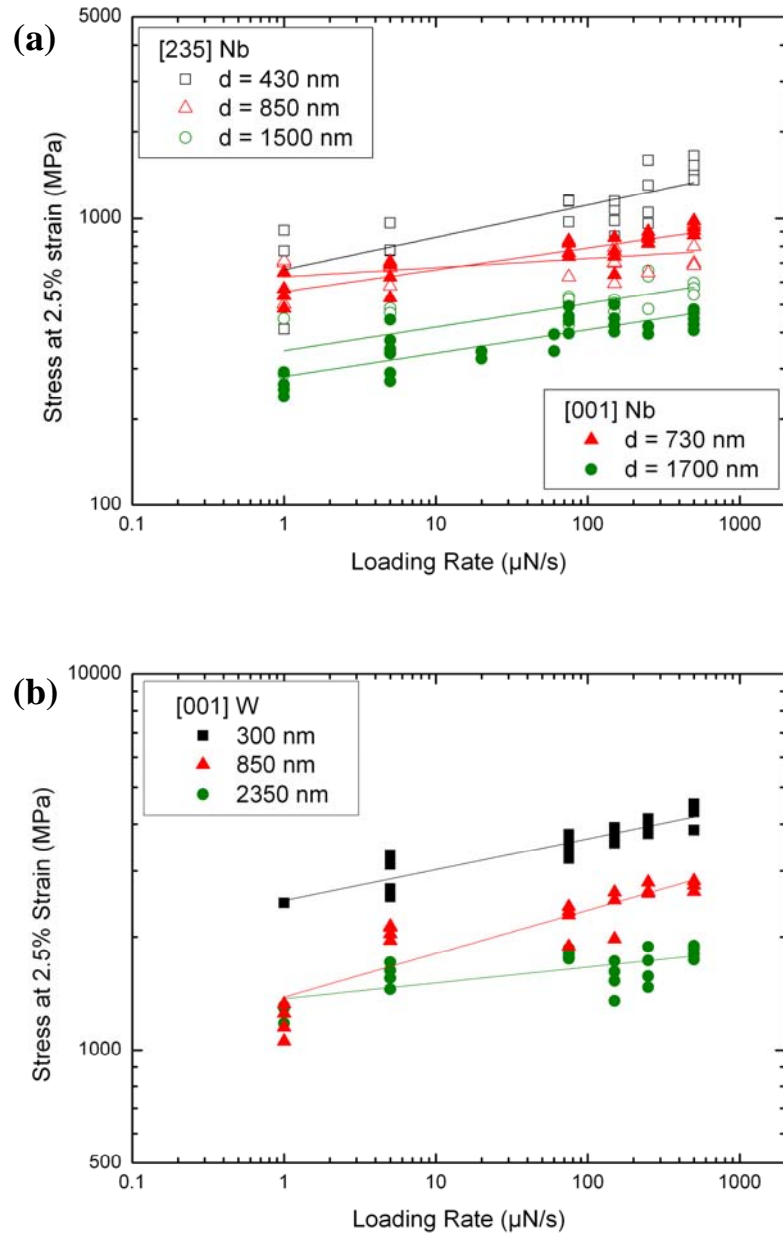 (a)
5000
[235] Nb
d = 430 nm
d = 850 nm
d = 1500 nm
1000
Stress at 2.5% strain (MPa)
[001] Nb
d = 730 nm
d = 1700 nm
100
0.1 1 10 100 1000
Loading Rate (μN/s)
(b)
10000
[001] W
300 nm
850 nm
2350 nm
Stress at 2.5% Strain (MPa)
1000
500
0.1 1 10 100 1000
Loading Rate (μN/s)